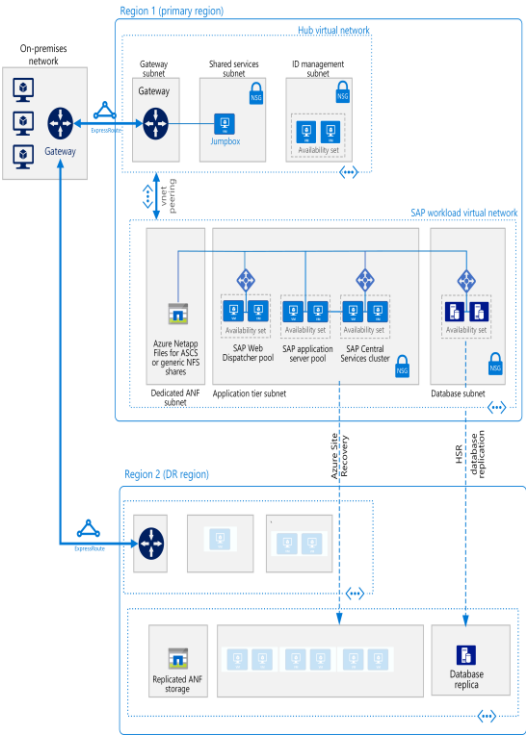 Region 1 (primary region)
Hub virtual network
On-premises
network
Gateway
subnet
Shared services
subnet
ID management
subnet
Gateway
NSG
NSG
ExpressRoute
Jumpbox
Availability set
Gateway
vnet
peering
SAP workload virtual network
Availability set
Availability set
Availability set
Availability set
Azure Netapp
Files for ASCS
or generic NFS
shares
SAP Web
Dispatcher pool
SAP application
server pool
SAP Central
Services cluster
NSG
NSG
Dedicated ANF
subnet
Application tier subnet
Database subnet
Azure Site
Recovery
HSR
database
replication
Region 2 (DR region)
ExpressRoute
Replicated ANF
storage
Database
replica